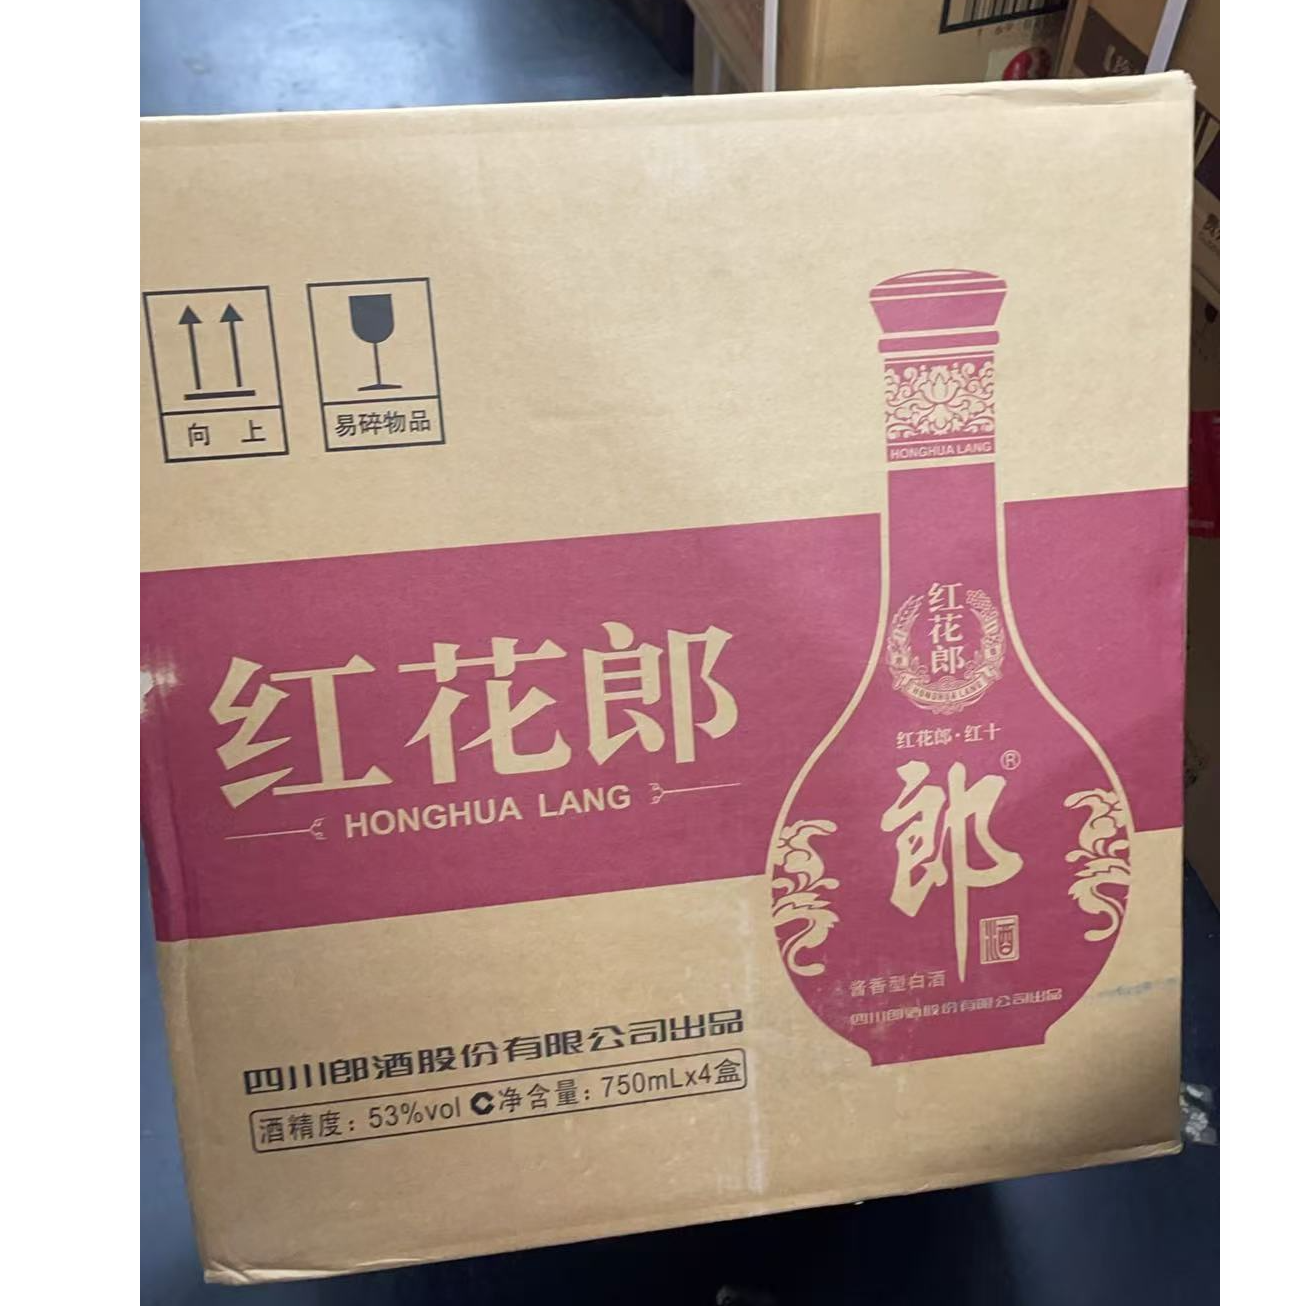 向 上
易碎物品
HONGHUA LANG
红花郎
HONGHUA LANG
红花郎·红十
郎®
酒
酱香型白酒
四川郎酒股份有限公司出品
红花郎
HONGHUA LANG
四川郎酒股份有限公司出品
酒精度：53%vol C净含量：750mLx4盒